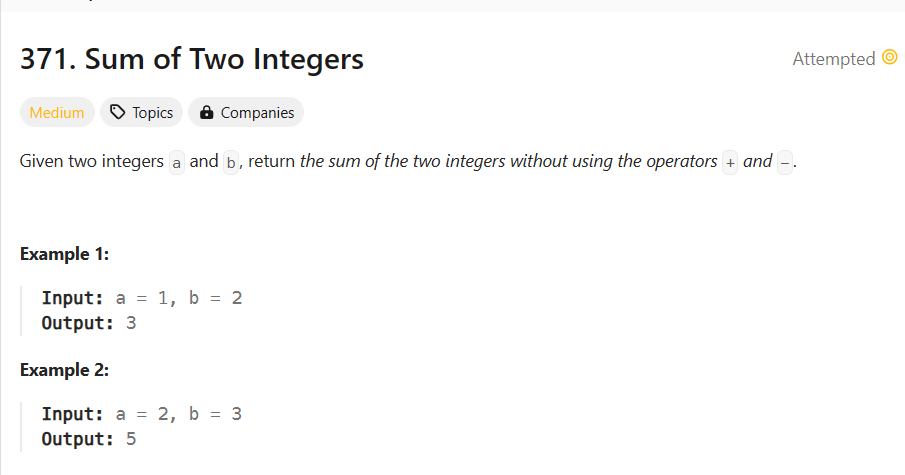 371. Sum of Two Integers
Attempted
Medium Topics Companies
Given two integers a and b, return the sum of the two integers without using the operators + and -.
Example 1:
Input: a = 1, b = 2
Output: 3
Example 2:
Input: a = 2, b = 3
Output: 5